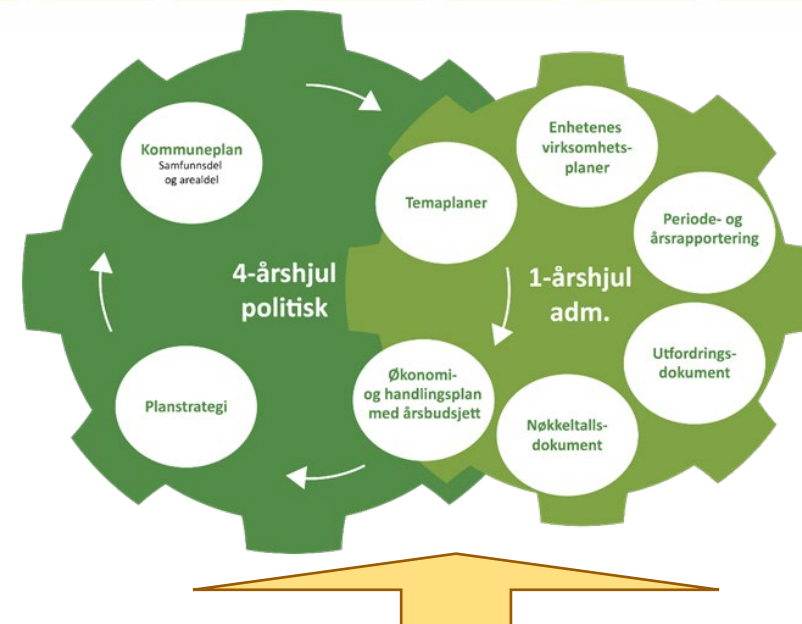 Kommuneplan
Samfunnsdel
og arealdel
Temaplaner
Enhetenes
virksomhets-
planer
Periode- og
årsrapportering
4-årshjul
politisk
1-årshjul
adm.
Utfordrings-
dokument
Planstrategi
Økonomi-
og handlingsplan
med årsbudsjett
Nøkkeltalls-
dokument